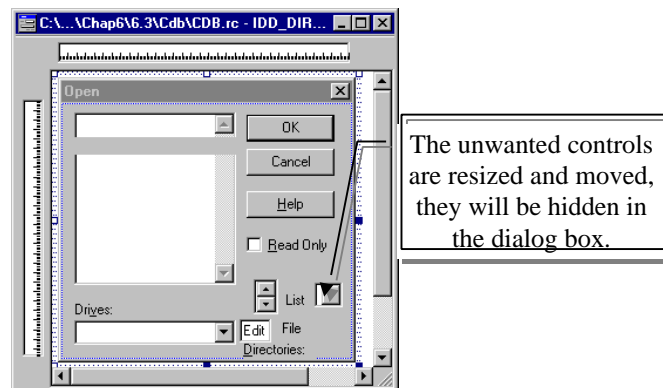 C:\...\Chap6\6.3\Cdb\CDB.rc - IDD_DIR...
Open
OK
Cancel
Help
Read Only
List
Drives:
Edit File
Directories:
The unwanted controls
are resized and moved,
they will be hidden in
the dialog box.